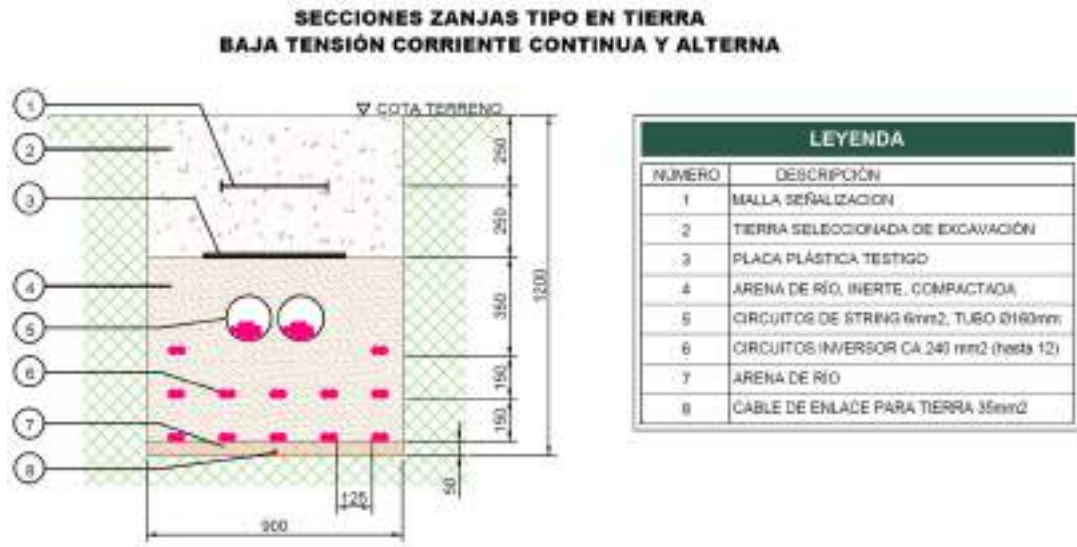 SECCIONES ZANJAS TIPO EN TIERRA
BAJA TENSIÓN CORRIENTE CONTINUA Y ALTERNA
COTA TERRENO
1
2
3
4
5
6
7
8
250
250
350
150
150
1200
50
125
900
LEYENDA
NÚMERO DESCRIPCIÓN
1 MALLA SEÑALIZACION
2 TIERRA SELECCIONADA DE EXCAVACIÓN
3 PLACA PLÁSTICA TESTIGO
4 ARENA DE RÍO, INERTE, COMPACTADA
5 CIRCUITOS DE STRING 6mm2, TUBO Ø160mm
6 CIRCUITOS INVERSOR CA 240 mm2 (hasta 12)
7 ARENA DE RÍO
8 CABLE DE ENLACE PARA TIERRA 35mm2